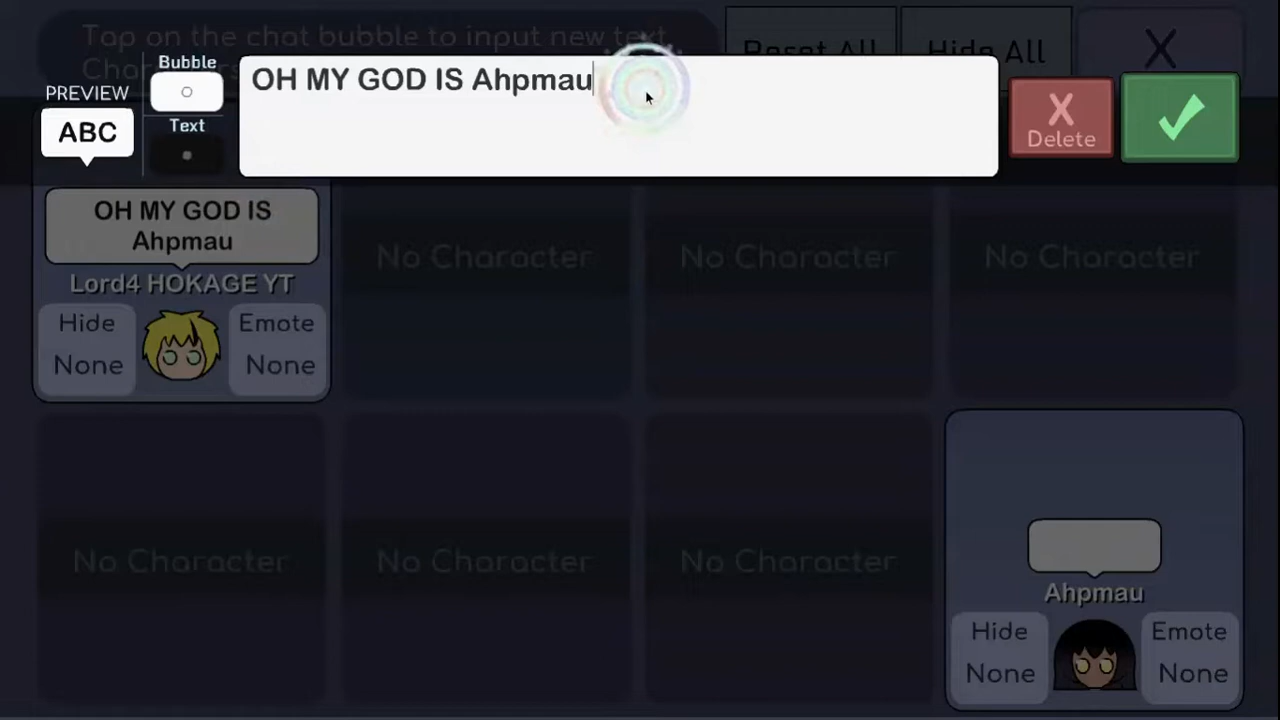 Tap on the chat bubble to input new text
Reset All
Hide All
X
PREVIEW
ABC
Bubble
Text
OH MY GOD IS Ahpmau
X
Delete
OH MY GOD IS
Ahpmau
Lord4 HOKAGE YT
Hide
None
Emote
None
No Character
No Character
No Character
No Character
No Character
No Character
Ahpmau
Hide
None
Emote
None